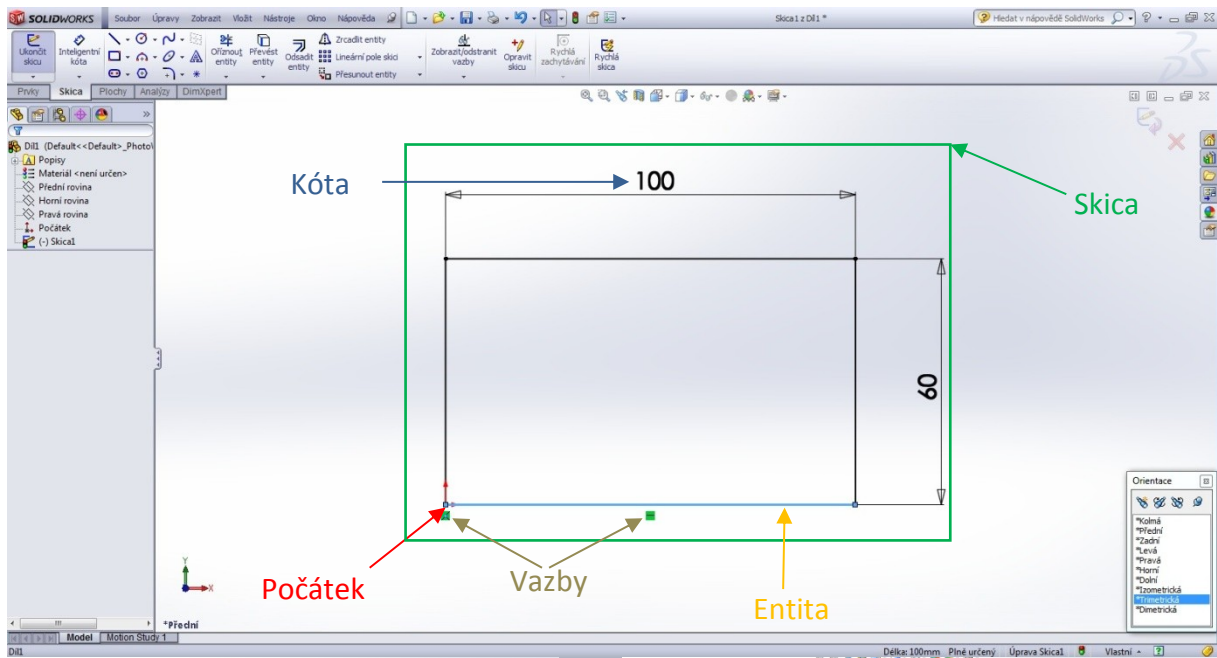 SOLIDWORKS Soubor Úpravy Zobrazit Vložit Nástroje Okno Nápověda Skica1 z Díl1 * Hledat v nápovědě SolidWorks
Ukončit skicu
Inteligentní kóta
Oříznout entity
Převést entity
Odsadit entity
Zrcadlit entity
Lineární pole skici
Přesunout entity
Zobrazit/odstranit vazby
Opravit skicu
Rychlá zachytávání
Rychlá skica
Prvky Skica Plochy Analýzy DimXpert
Díl1 (Default<<Default>_Photo
Popisy
Materiál <není určen>
Přední rovina
Horní rovina
Pravá rovina
Počátek
(-) Skica1
Kóta
100
Skica
60
Počátek
Vazby
Entita
Y
X
*Přední
Orientace
*Kolmá
*Přední
*Zadní
*Levá
*Pravá
*Horní
*Dolní
*Izometrická
*Trimetrická
*Dimetrická
Model Motion Study 1
Díl1 Délka: 100mm Plně určený Úprava Skica1 Vlastní